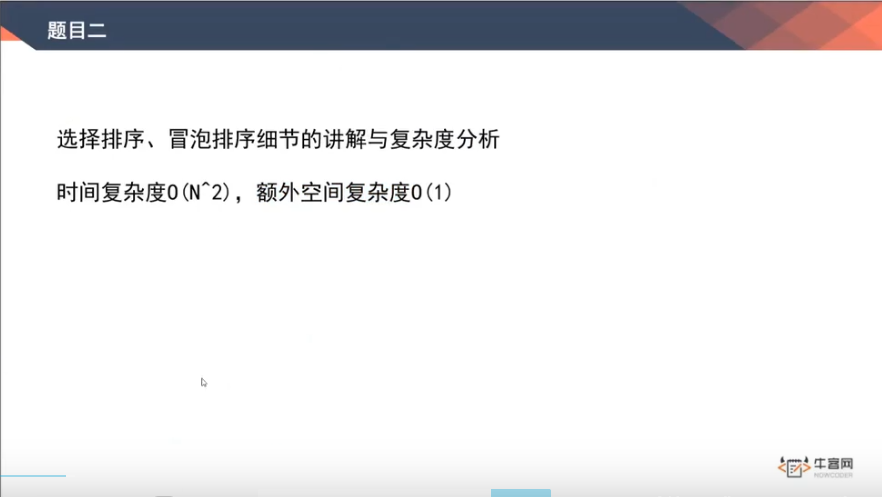 题目二
选择排序、冒泡排序细节的讲解与复杂度分析
时间复杂度O(N^2)，额外空间复杂度O(1)
牛客网
NOWCODER